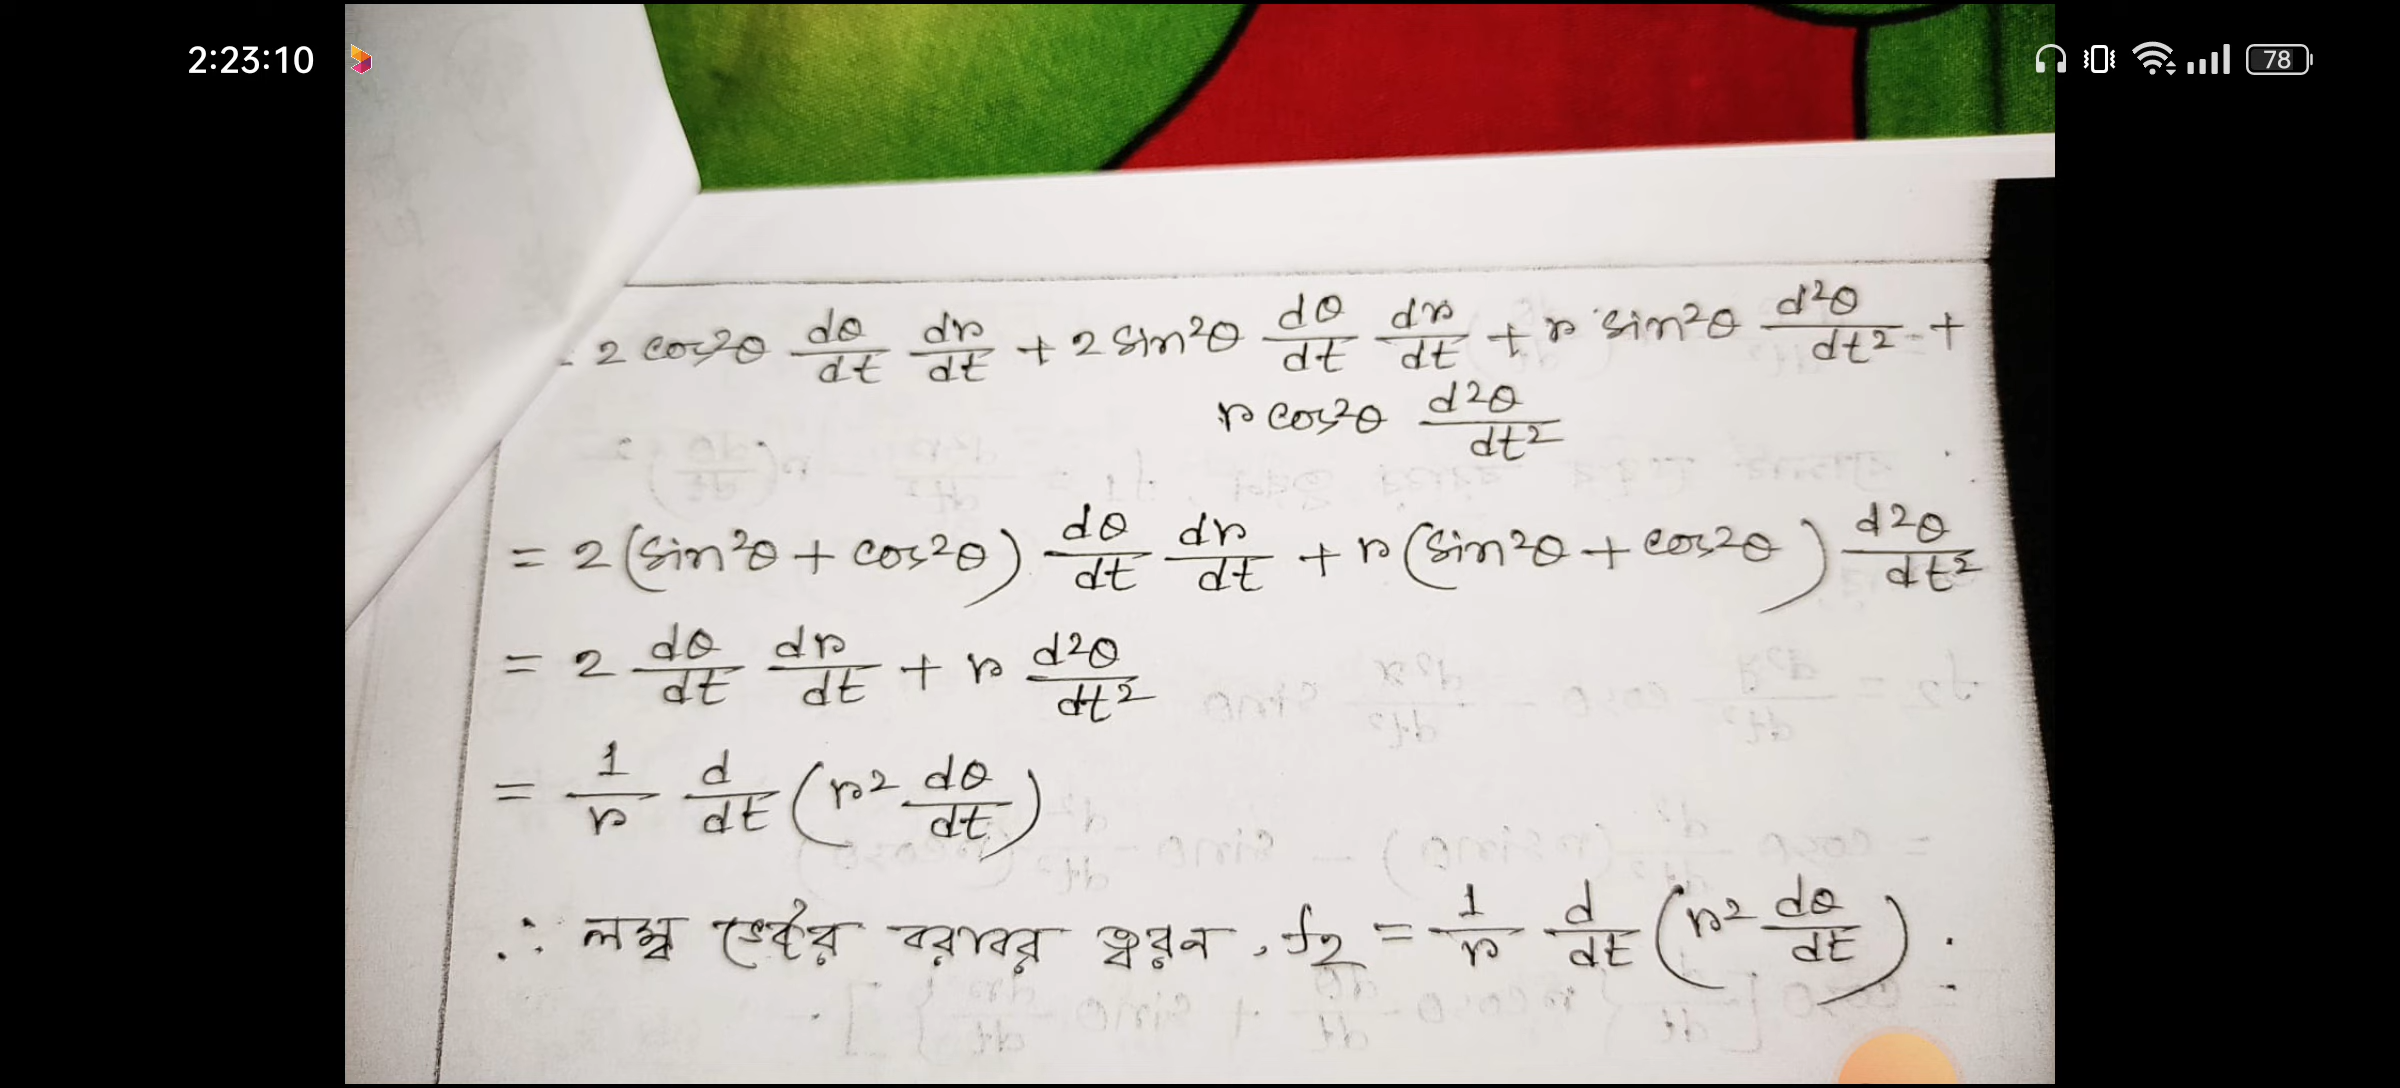 2:23:10
78
= 2 cos²θ dθ/dt dr/dt + 2 sin²θ dθ/dt dr/dt + r sin²θ d²θ/dt² +
r cos²θ d²θ/dt²
= 2 (sin²θ + cos²θ) dθ/dt dr/dt + r (sin²θ + cos²θ) d²θ/dt²
= 2 dθ/dt dr/dt + r d²θ/dt²
= 1/r d/dt (r² dθ/dt)
∴ লম্ব ভেক্টর বরাবর ত্বরন, f₂ = 1/r d/dt (r² dθ/dt).